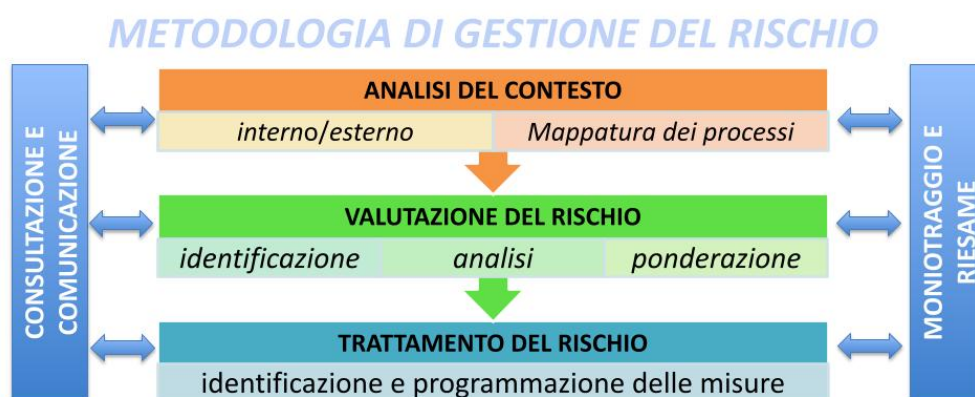 METODOLOGIA DI GESTIONE DEL RISCHIO
CONSULTAZIONE E
COMUNICAZIONE
ANALISI DEL CONTESTO
interno/esterno Mappatura dei processi
VALUTAZIONE DEL RISCHIO
identificazione analisi ponderazione
TRATTAMENTO DEL RISCHIO
identificazione e programmazione delle misure
MONIOTRAGGIO E
RIESAME